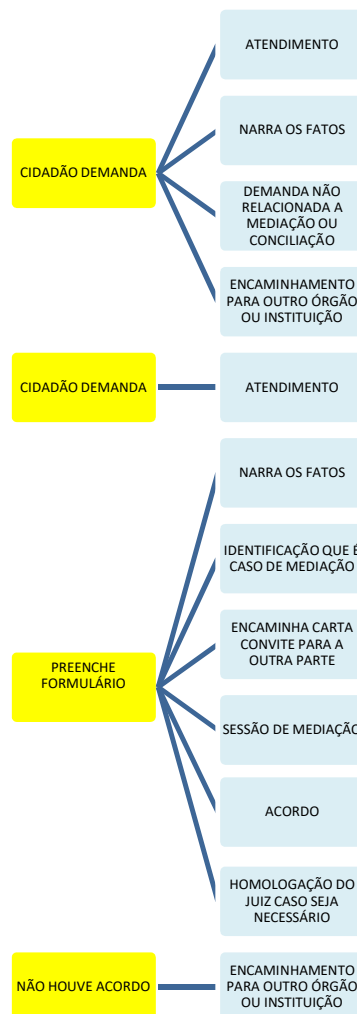 CIDADÃO DEMANDA
ATENDIMENTO
NARRA OS FATOS
DEMANDA NÃO
RELACIONADA A
MEDIAÇÃO OU
CONCILIAÇÃO
ENCAMINHAMENTO
PARA OUTRO ÓRGÃO
OU INSTITUIÇÃO
CIDADÃO DEMANDA
ATENDIMENTO
PREENCHE
FORMULÁRIO
NARRA OS FATOS
IDENTIFICAÇÃO QUE É
CASO DE MEDIAÇÃO
ENCAMINHA CARTA
CONVITE PARA A
OUTRA PARTE
SESSÃO DE MEDIAÇÃO
ACORDO
HOMOLOGAÇÃO DO
JUIZ CASO SEJA
NECESSÁRIO
NÃO HOUVE ACORDO
ENCAMINHAMENTO
PARA OUTRO ÓRGÃO
OU INSTITUIÇÃO